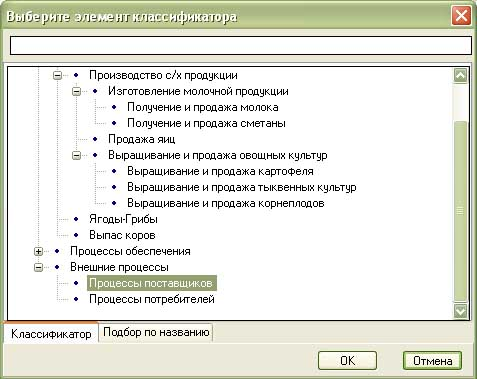 Выберите элемент классификатора
Производство с/х продукции
Изготовление молочной продукции
Получение и продажа молока
Получение и продажа сметаны
Продажа яиц
Выращивание и продажа овощных культур
Выращивание и продажа картофеля
Выращивание и продажа тыквенных культур
Выращивание и продажа корнеплодов
Ягоды-Грибы
Выпас коров
Процессы обеспечения
Внешние процессы
Процессы поставщиков
Процессы потребителей
Классификатор
Подбор по названию
OK
Отмена